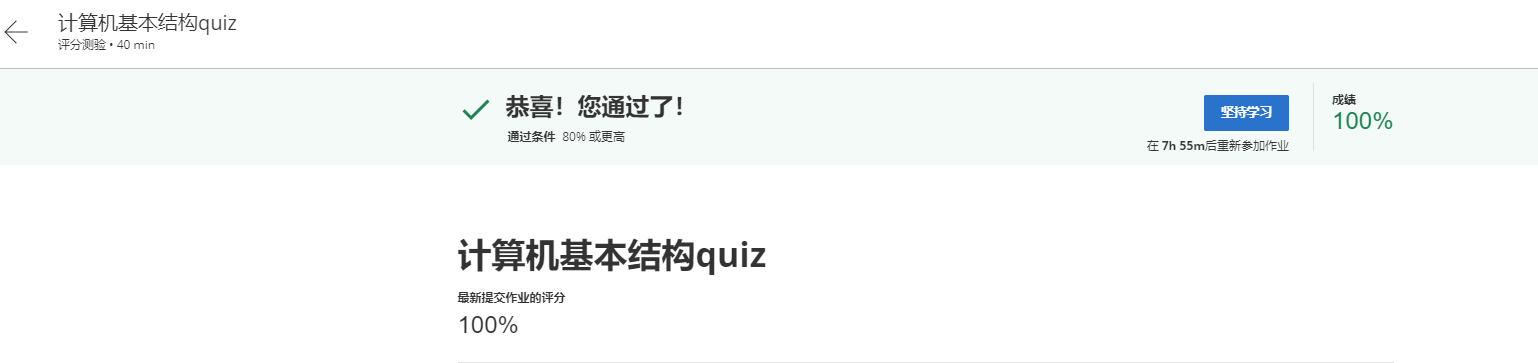 计算机基本结构quiz
评分测验 • 40 min
恭喜！您通过了！
通过条件 80% 或更高
坚持学习
在 7h 55m后重新参加作业
成绩
100%
计算机基本结构quiz
最新提交作业的评分
100%